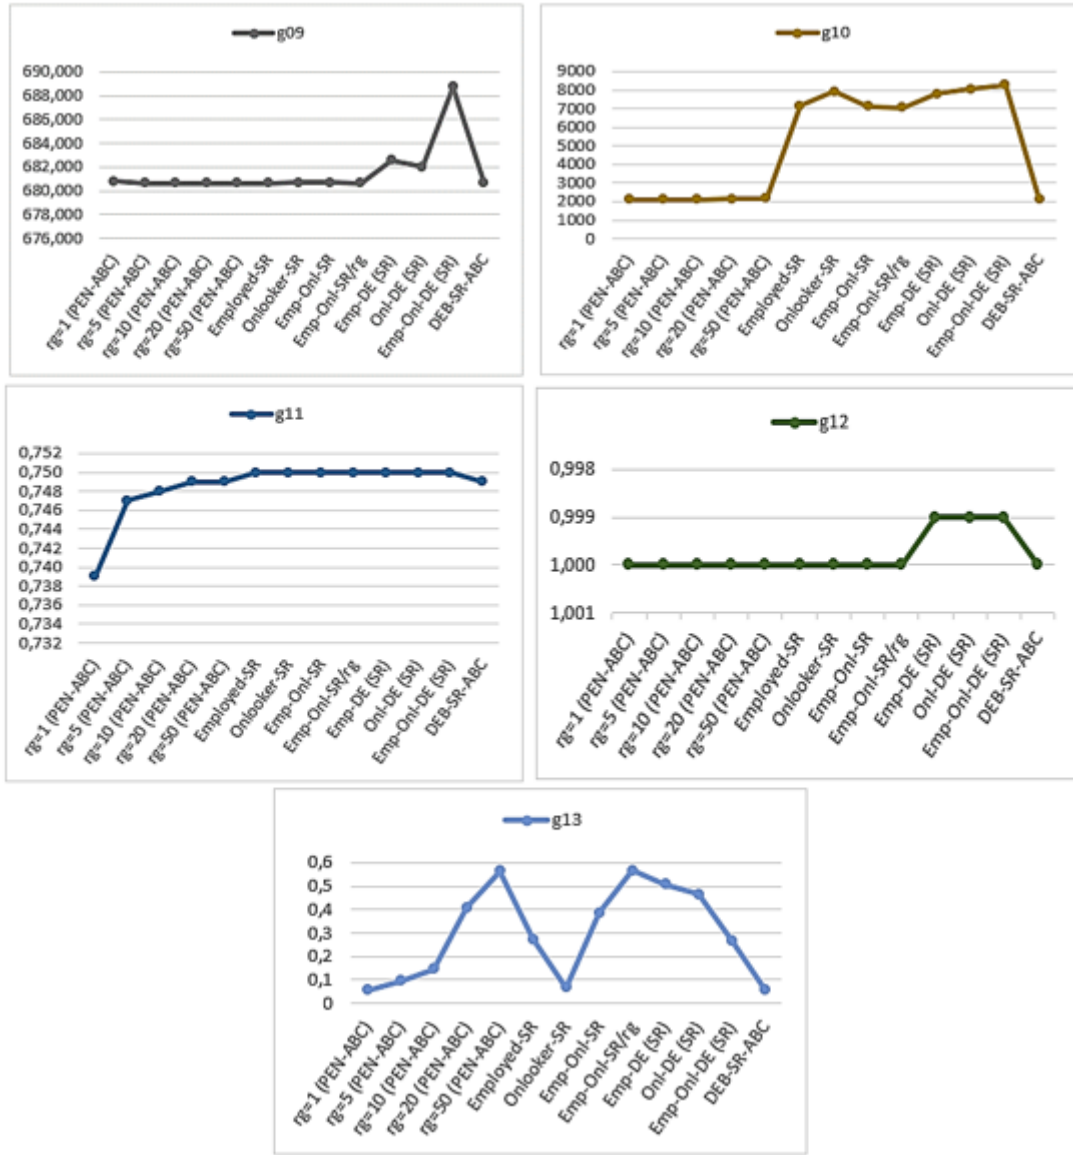 g09
690,000
688,000
686,000
684,000
682,000
680,000
678,000
676,000
rg=1 (PEN-ABC)
rg=5 (PEN-ABC)
rg=10 (PEN-ABC)
rg=20 (PEN-ABC)
rg=50 (PEN-ABC)
Employed-SR
Onlooker-SR
Emp-Onl-SR
Emp-Onl-SR/rg
Emp-DE (SR)
Onl-DE (SR)
Emp-Onl-DE (SR)
DEB-SR-ABC
g10
9000
8000
7000
6000
5000
4000
3000
2000
1000
0
rg=1 (PEN-ABC)
rg=5 (PEN-ABC)
rg=10 (PEN-ABC)
rg=20 (PEN-ABC)
rg=50 (PEN-ABC)
Employed-SR
Onlooker-SR
Emp-Onl-SR
Emp-Onl-SR/rg
Emp-DE (SR)
Onl-DE (SR)
Emp-Onl-DE (SR)
DEB-SR-ABC
g11
0,752
0,750
0,748
0,746
0,744
0,742
0,740
0,738
0,736
0,734
0,732
rg=1 (PEN-ABC)
rg=5 (PEN-ABC)
rg=10 (PEN-ABC)
rg=20 (PEN-ABC)
rg=50 (PEN-ABC)
Employed-SR
Onlooker-SR
Emp-Onl-SR
Emp-Onl-SR/rg
Emp-DE (SR)
Onl-DE (SR)
Emp-Onl-DE (SR)
DEB-SR-ABC
g12
0,998
0,999
1,000
1,001
rg=1 (PEN-ABC)
rg=5 (PEN-ABC)
rg=10 (PEN-ABC)
rg=20 (PEN-ABC)
rg=50 (PEN-ABC)
Employed-SR
Onlooker-SR
Emp-Onl-SR
Emp-Onl-SR/rg
Emp-DE (SR)
Onl-DE (SR)
Emp-Onl-DE (SR)
DEB-SR-ABC
g13
0,6
0,5
0,4
0,3
0,2
0,1
0
rg=1 (PEN-ABC)
rg=5 (PEN-ABC)
rg=10 (PEN-ABC)
rg=20 (PEN-ABC)
rg=50 (PEN-ABC)
Employed-SR
Onlooker-SR
Emp-Onl-SR
Emp-Onl-SR/rg
Emp-DE (SR)
Onl-DE (SR)
Emp-Onl-DE (SR)
DEB-SR-ABC